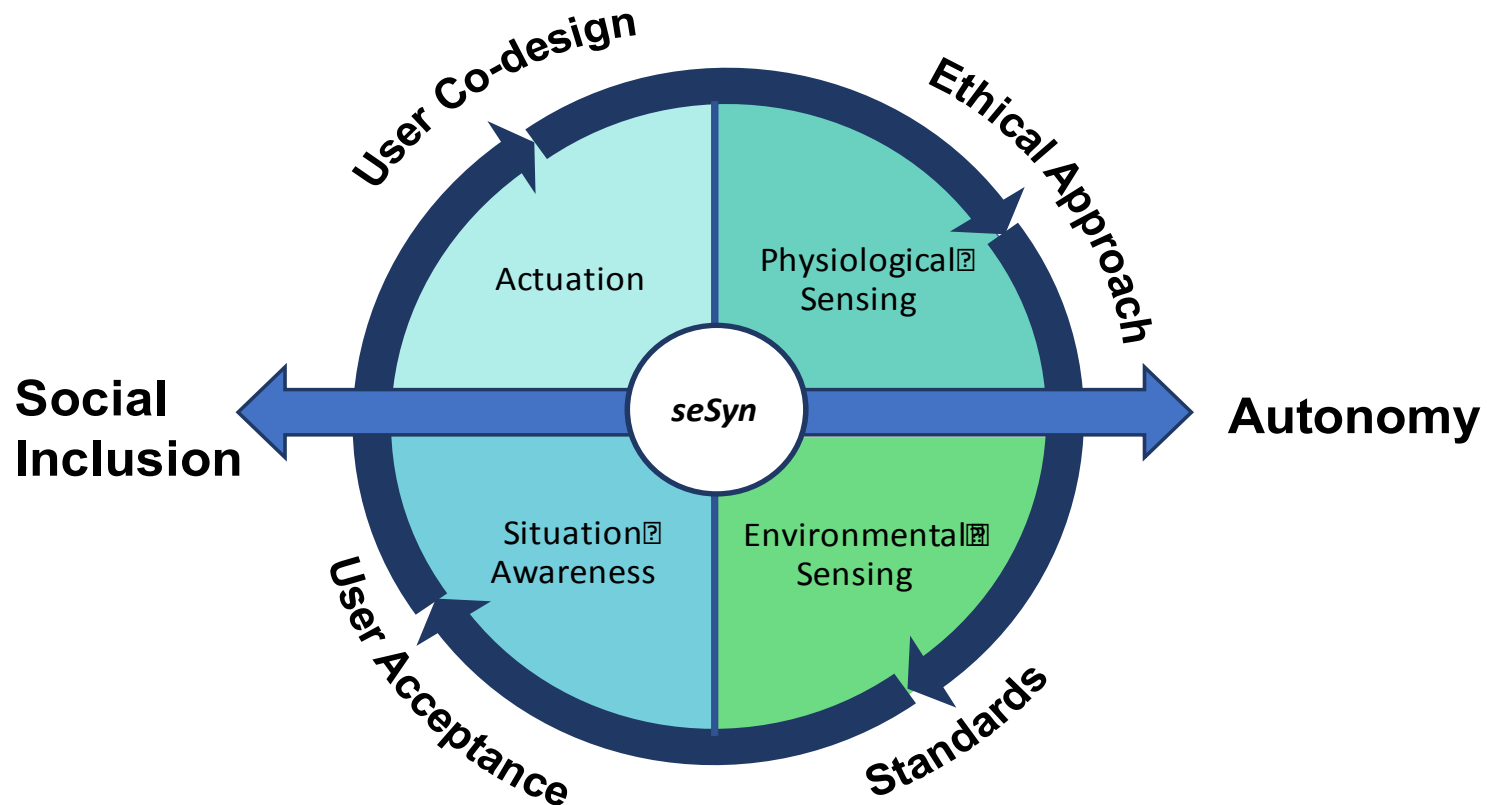 User Co-design
Ethical Approach
Actuation
Physiological
Sensing
Social
Inclusion
seSyn
Autonomy
Situation
Awareness
Environmental
Sensing
User Acceptance
Standards